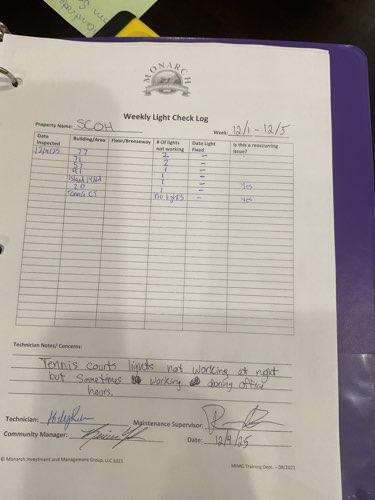 MONARCH
Weekly Light Check Log
Property Name: SCOH Week: 12/1 - 12/5
Date Inspected Building/Area Floor/Breezeway # Of lights not working Date Light Fixed Is this a reoccurring issue?
12/4/25 77 2 –
2 –
57 1 –
91 1 –
1 –
20 1 – Yes
Tennis CT no lights – Yes
Technician Notes/ Concerns:
Tennis courts lights not working at night
but sometimes working during office
hours.
Technician: Maintenance Supervisor:
Community Manager: Date: 12/4/25
© Monarch Investment and Management Group, LLC 2021 MIMG Training Dept. – 08/2021